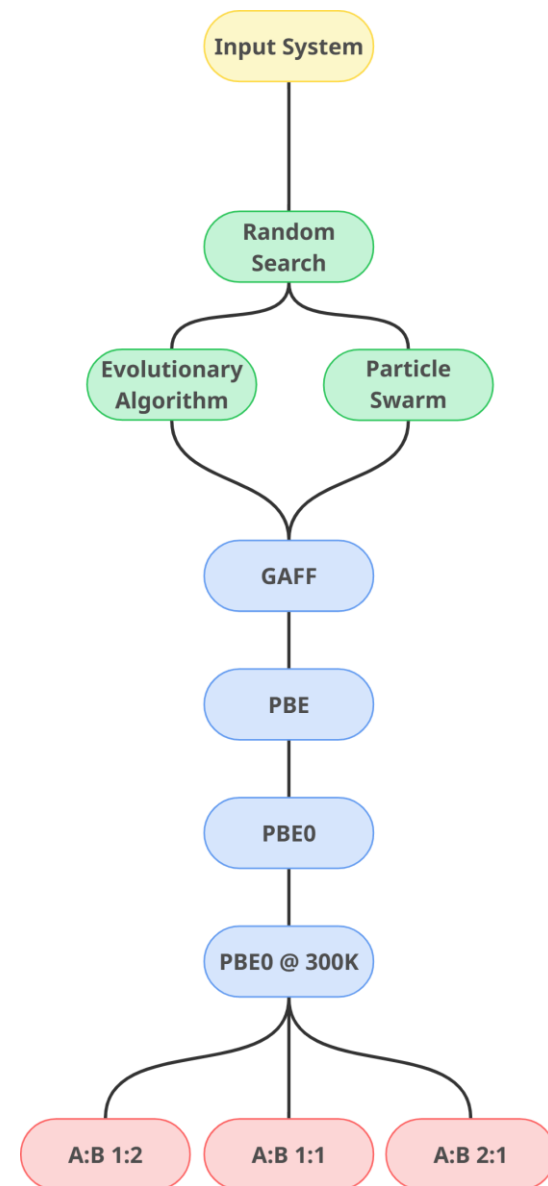 Input System
Random
Search
Evolutionary
Algorithm
Particle
Swarm
GAFF
PBE
PBE0
PBE0 @ 300K
A:B 1:2
A:B 1:1
A:B 2:1